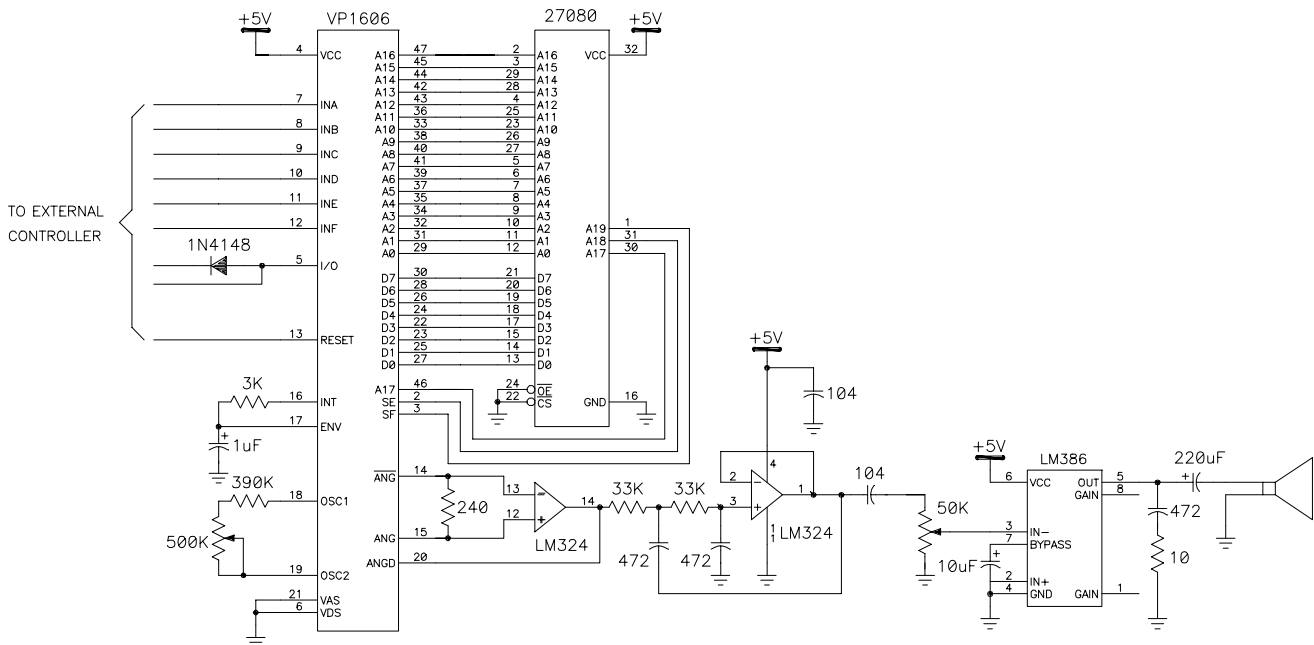 VP1606
+5V
4 VCC
TO EXTERNAL
CONTROLLER
7 INA
8 INB
9 INC
10 IND
11 INE
12 INF
1N4148
5 I/O
13 RESET
3K
16 INT
17 ENV
+
1uF
390K
18 OSC1
500K
19 OSC2
21 VAS
6 VDS
A16 47
A15 45
A14 44
A13 42
A12 43
A11 36
A10 33
A9 38
A8 40
A7 41
A6 39
A5 37
A4 35
A3 34
A2 32
A1 31
A0 29
D7 30
D6 28
D5 26
D4 24
D3 22
D2 23
D1 25
D0 27
A17 46
SE 2
SF 3
ANG 14
ANG 15
ANGD 20
27080
+5V
2 A16
3 A15
29 A14
28 A13
4 A12
25 A11
23 A10
26 A9
27 A8
5 A7
6 A6
7 A5
8 A4
9 A3
10 A2
11 A1
12 A0
21 D7
20 D6
19 D5
18 D4
17 D3
15 D2
14 D1
13 D0
24 OE
22 CS
VCC 32
A19 1
A18 31
A17 30
GND 16
240
13 -
12 +
14
LM324
33K
33K
472
472
+5V
104
4
2 -
3 +
1
11
LM324
104
50K
+5V
LM386
6 VCC
OUT 5
GAIN 8
3 IN-
7 BYPASS
+
10uF
2 IN+
4 GND
GAIN 1
220uF
+
472
10